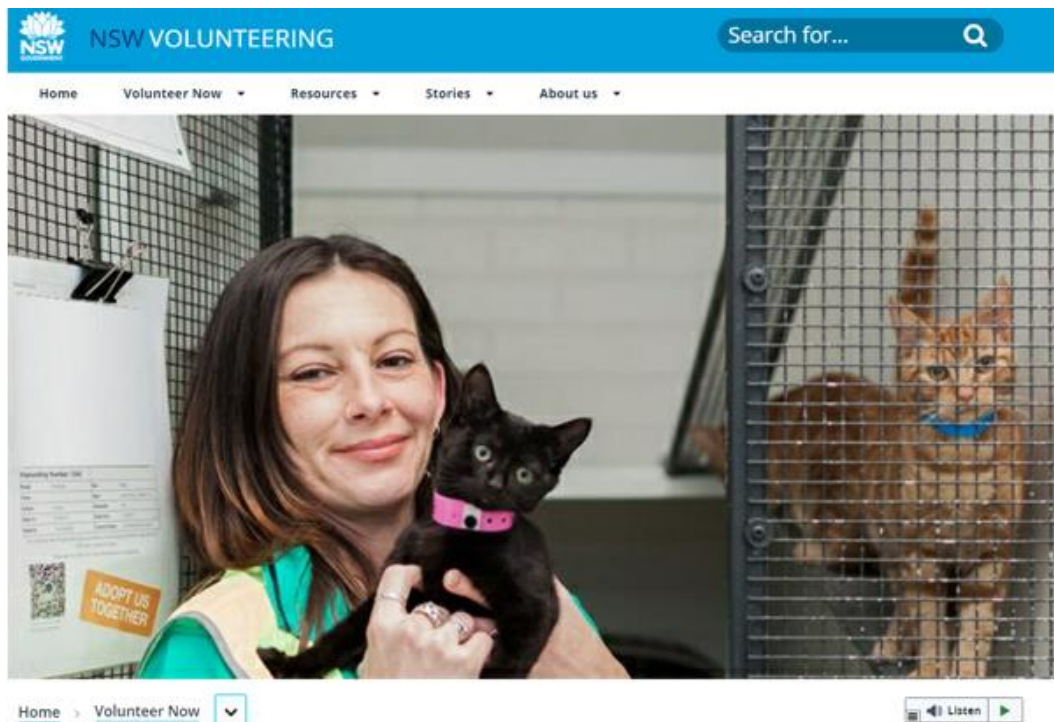 NSW
GOVERNMENT
NSW VOLUNTEERING
Search for...
Home
Volunteer Now
Resources
Stories
About us
ADOPT US
TOGETHER
Home > Volunteer Now
Listen